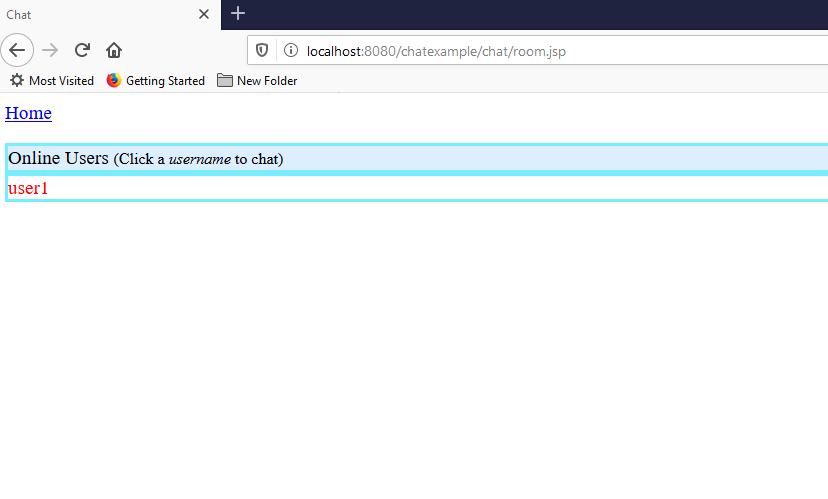 Chat
localhost:8080/chatexample/chat/room.jsp
Most Visited Getting Started New Folder
Home
Online Users (Click a username to chat)
user1